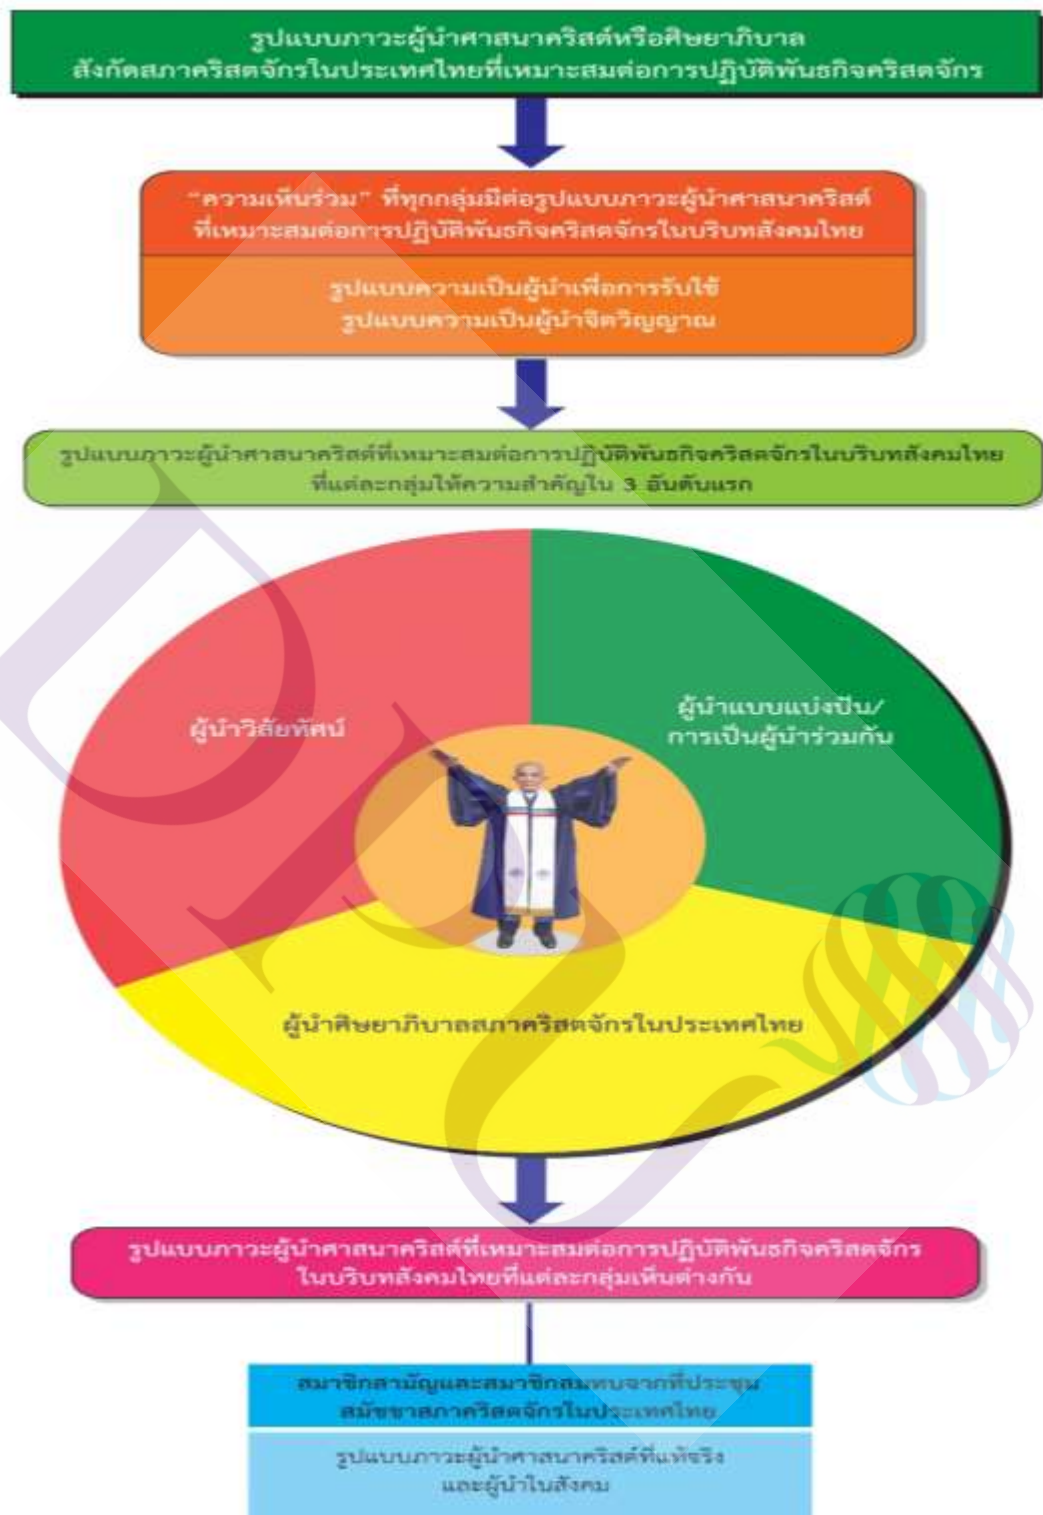 รูปแบบภาวะผู้นำศาสนาคริสต์หรือศิษยาภิบาล
สังกัดสภาคริสตจักรในประเทศไทยที่เหมาะสมต่อการปฏิบัติพันธกิจคริสตจักร
“ความเห็นร่วม” ที่ทุกกลุ่มมีต่อรูปแบบภาวะผู้นำศาสนาคริสต์
ที่เหมาะสมต่อการปฏิบัติพันธกิจคริสตจักรในบริบทสังคมไทย
รูปแบบความเป็นผู้นำเพื่อการรับใช้
รูปแบบความเป็นผู้นำจิตวิญญาณ
รูปแบบภาวะผู้นำศาสนาคริสต์ที่เหมาะสมต่อการปฏิบัติพันธกิจคริสตจักรในบริบทสังคมไทย
ที่แต่ละกลุ่มให้ความสำคัญใน 3 อันดับแรก
ผู้นำวิสัยทัศน์
ผู้นำแบบแบ่งปัน/
การเป็นผู้นำร่วมกัน
ผู้นำศิษยาภิบาลสภาคริสตจักรในประเทศไทย
รูปแบบภาวะผู้นำศาสนาคริสต์ที่เหมาะสมต่อการปฏิบัติพันธกิจคริสตจักร
ในบริบทสังคมไทยที่แต่ละกลุ่มเห็นต่างกัน
สมาชิกสามัญและสมาชิกสมทบจากที่ประชุม
สมัชชาสภาคริสตจักรในประเทศไทย
รูปแบบภาวะผู้นำศาสนาคริสต์ที่แท้จริง
และผู้นำในสังคม